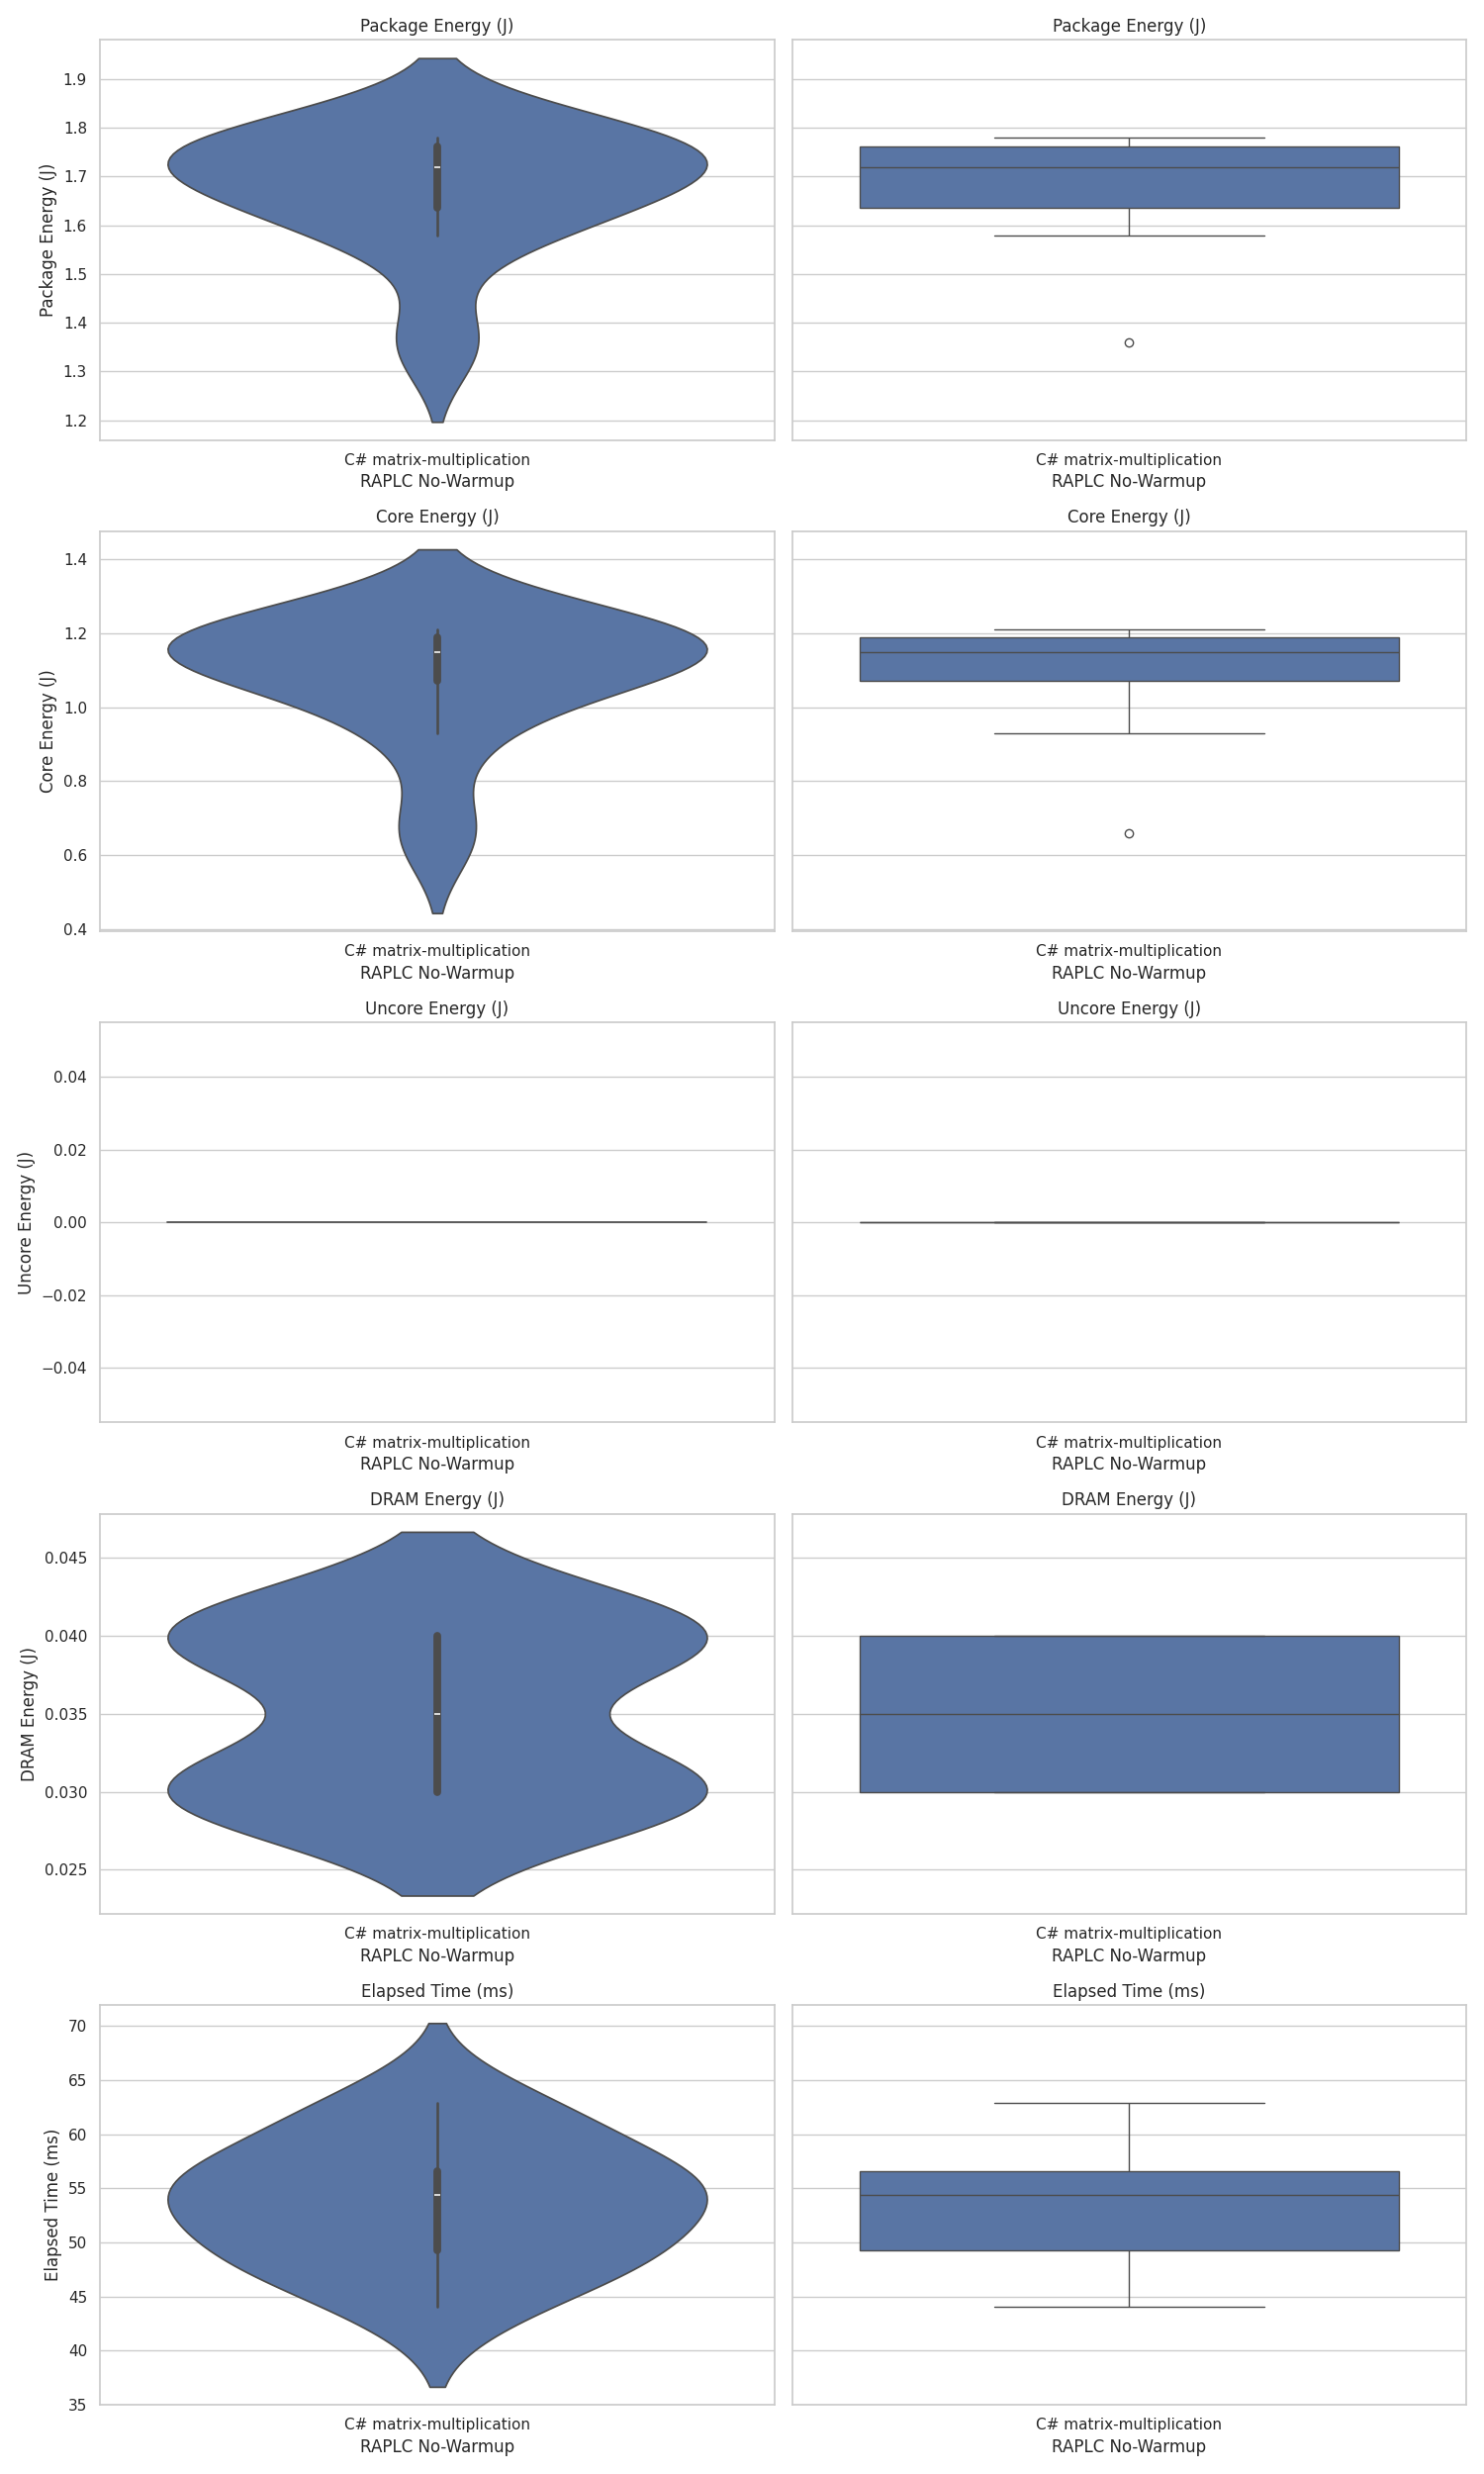 Package Energy (J)
Package Energy (J)
Package Energy (J)
1.9
1.8
1.7
1.6
1.5
1.4
1.3
1.2
C# matrix-multiplication
C# matrix-multiplication
RAPLC No-Warmup
RAPLC No-Warmup
Core Energy (J)
Core Energy (J)
Core Energy (J)
1.4
1.2
1.0
0.8
0.6
0.4
C# matrix-multiplication
C# matrix-multiplication
RAPLC No-Warmup
RAPLC No-Warmup
Uncore Energy (J)
Uncore Energy (J)
Uncore Energy (J)
0.04
0.02
0.00
−0.02
−0.04
C# matrix-multiplication
C# matrix-multiplication
RAPLC No-Warmup
RAPLC No-Warmup
DRAM Energy (J)
DRAM Energy (J)
DRAM Energy (J)
0.045
0.040
0.035
0.030
0.025
C# matrix-multiplication
C# matrix-multiplication
RAPLC No-Warmup
RAPLC No-Warmup
Elapsed Time (ms)
Elapsed Time (ms)
Elapsed Time (ms)
70
65
60
55
50
45
40
35
C# matrix-multiplication
C# matrix-multiplication
RAPLC No-Warmup
RAPLC No-Warmup